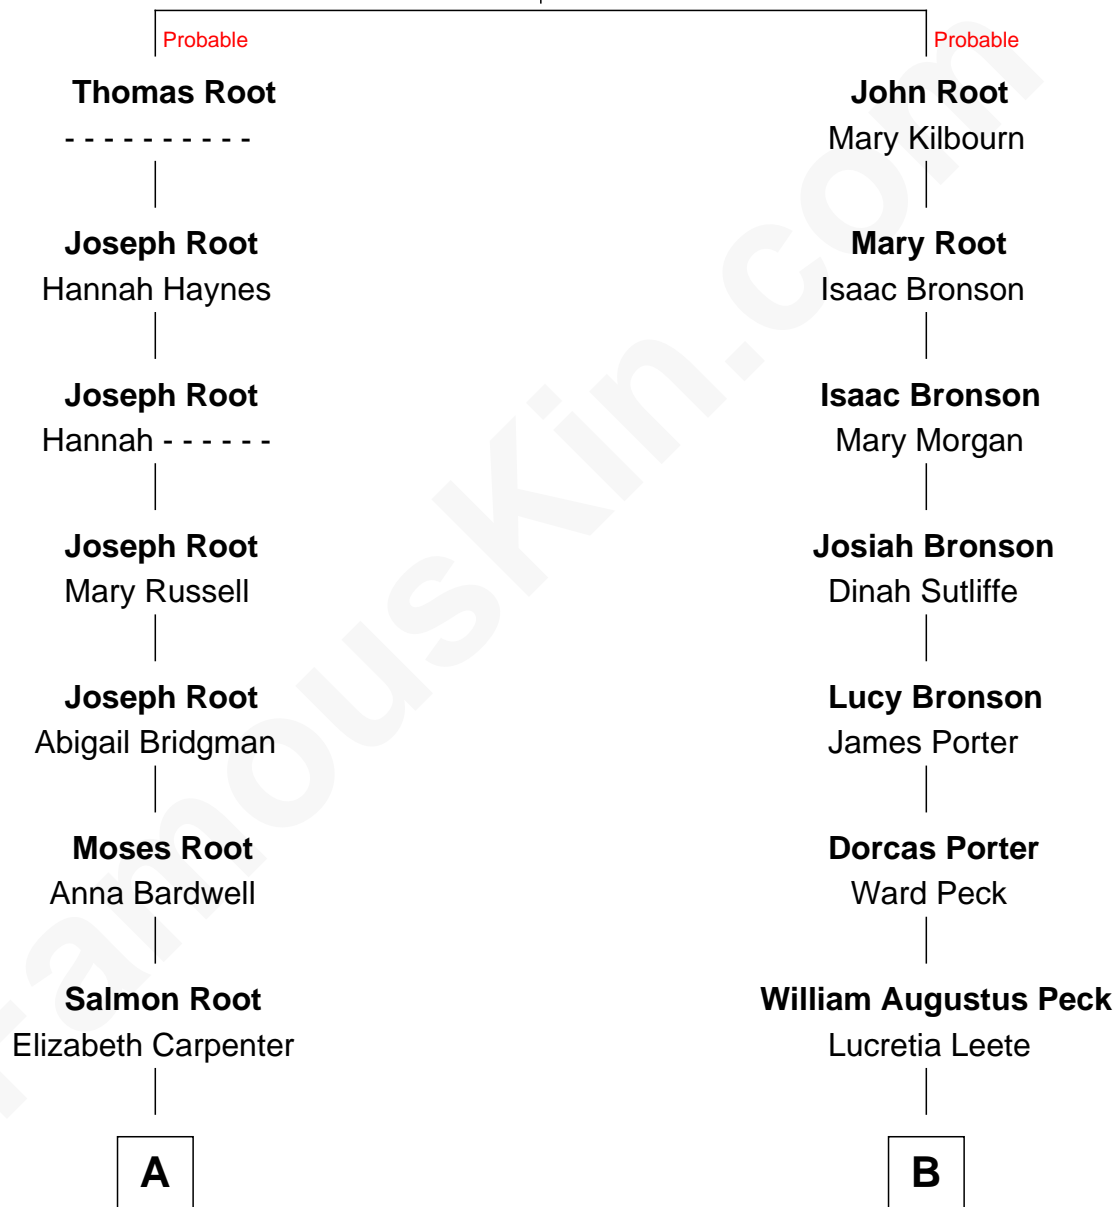 Probable
Probable
Thomas Root
- - - - - - - - - -
John Root
Mary Kilbourn
Joseph Root
Hannah Haynes
Mary Root
Isaac Bronson
Joseph Root
Hannah - - - - - -
Isaac Bronson
Mary Morgan
Joseph Root
Mary Russell
Josiah Bronson
Dinah Sutliffe
Joseph Root
Abigail Bridgman
Lucy Bronson
James Porter
Moses Root
Anna Bardwell
Dorcas Porter
Ward Peck
Salmon Root
Elizabeth Carpenter
William Augustus Peck
Lucretia Leete
A
B
FamousKin.com